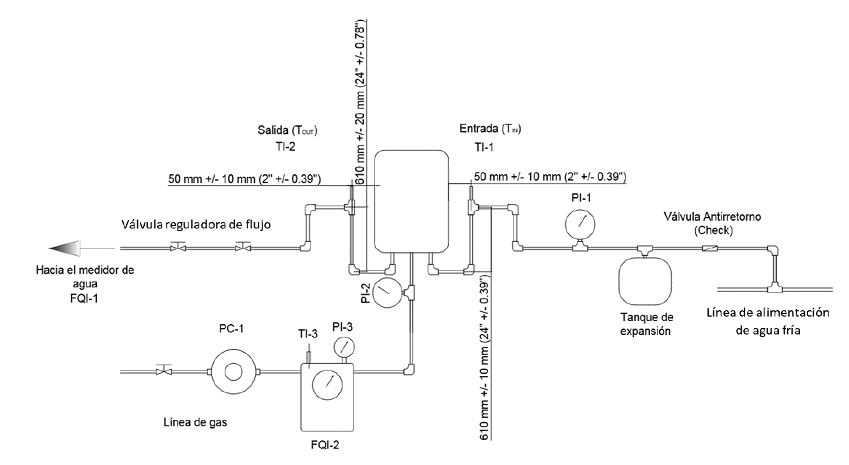 610 mm +/- 20 mm (24" +/- 0.78")
Salida (TOUT)
TI-2
Entrada (TIN)
TI-1
50 mm +/- 10 mm (2" +/- 0.39")
50 mm +/- 10 mm (2" +/- 0.39")
PI-1
Válvula reguladora de flujo
Válvula Antirretorno
(Check)
Hacia el medidor de
agua
FQI-1
PI-2
Tanque de
expansión
Línea de alimentación
de agua fría
610 mm +/- 10 mm (24" +/- 0.39")
PC-1
TI-3
PI-3
Línea de gas
FQI-2